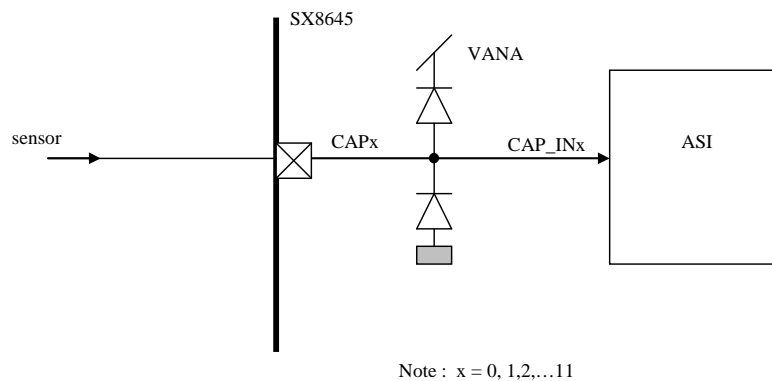 SX8645
VANA
sensor
CAPx
CAP_INx
ASI
Note : x = 0, 1,2,…11